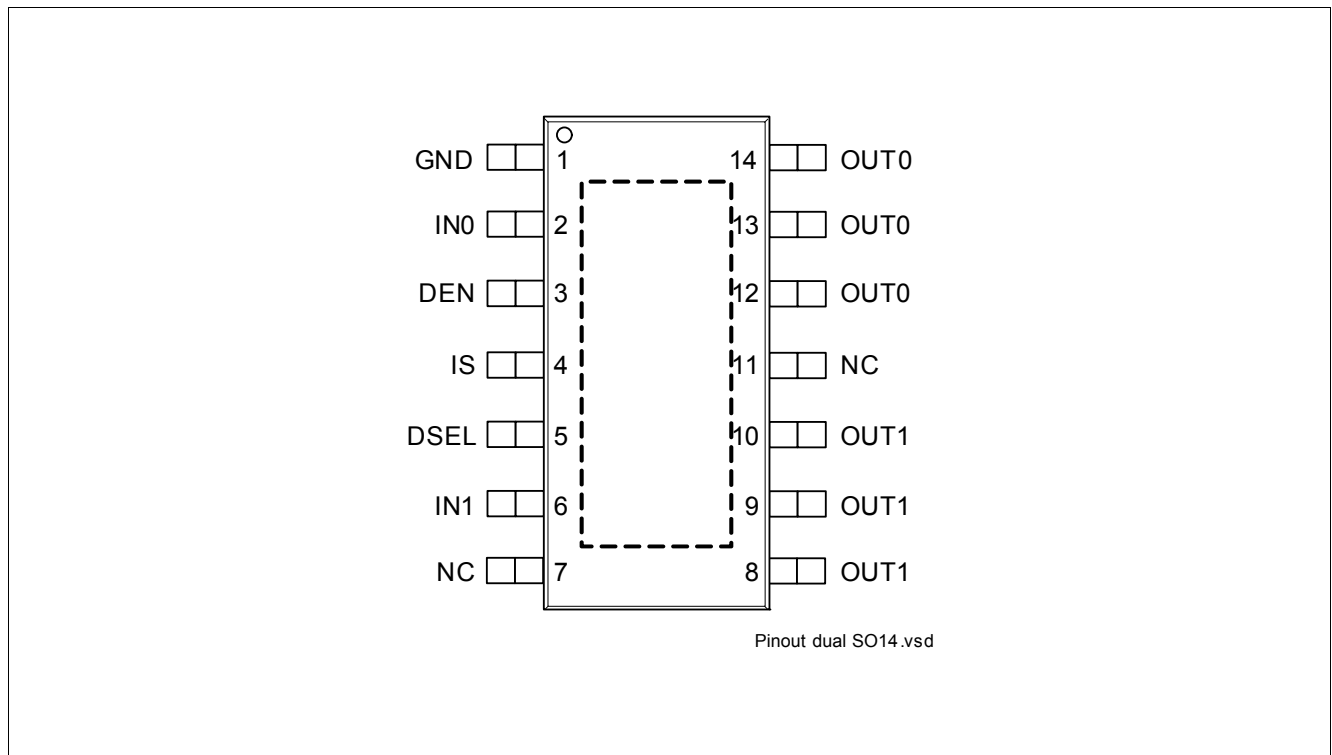 GND 1 14 OUT0
IN0 2 13 OUT0
DEN 3 12 OUT0
IS 4 11 NC
DSEL 5 10 OUT1
IN1 6 9 OUT1
NC 7 8 OUT1
Pinout dual SO14.vsd